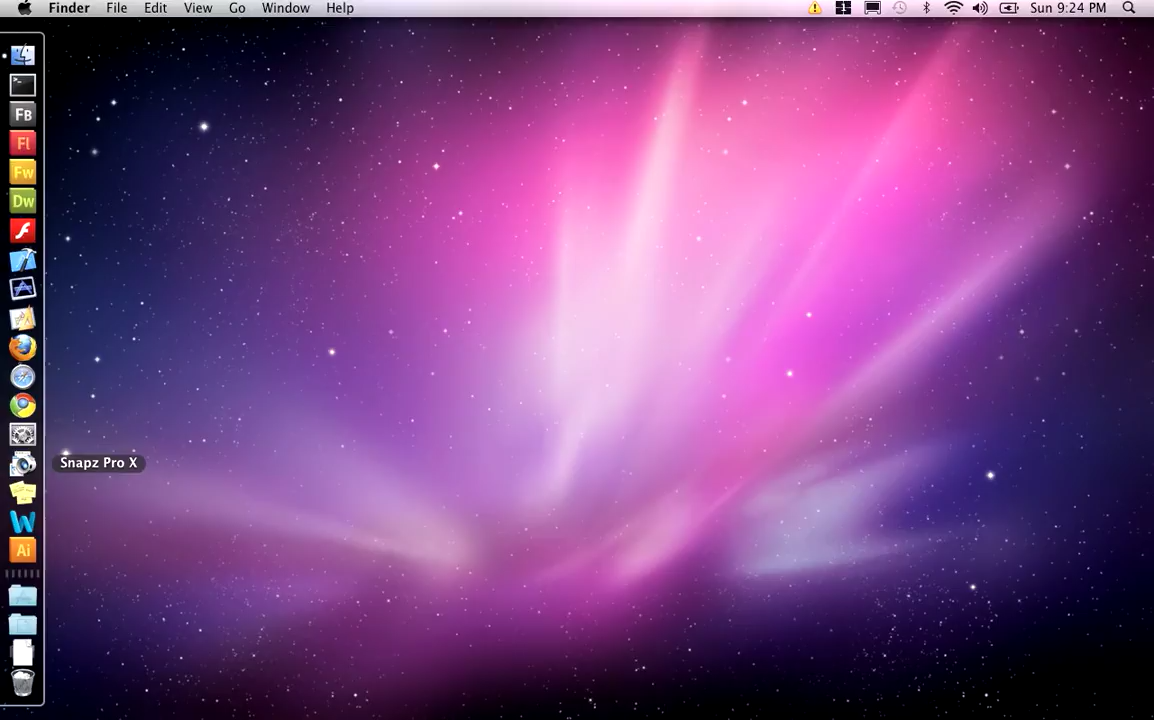 Finder File Edit View Go Window Help Sun 9:24 PM
>_
FB
Fl
Fw
Dw
Snapz Pro X
W
Ai